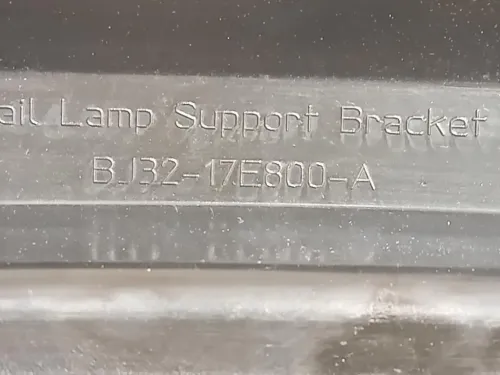 ail Lamp Support Bracket
BJ32-17E800-A